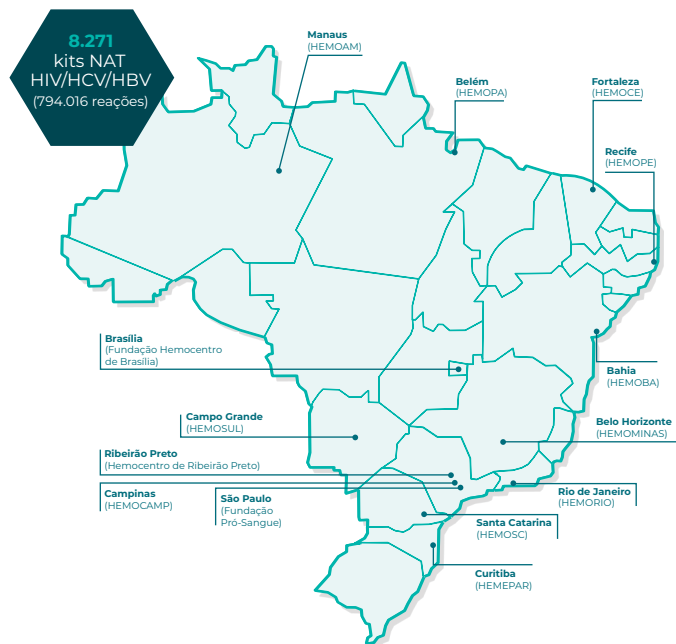 8.271
kits NAT
HIV/HCV/HBV
(794.016 reações)
Manaus
(HEMOAM)
Belém
(HEMOPA)
Fortaleza
(HEMOCE)
Recife
(HEMOPE)
Brasília
(Fundação Hemocentro
de Brasília)
Bahia
(HEMOBA)
Campo Grande
(HEMOSUL)
Belo Horizonte
(HEMOMINAS)
Ribeirão Preto
(Hemocentro de Ribeirão Preto)
Campinas
(HEMOCAMP)
São Paulo
(Fundação
Pró-Sangue)
Rio de Janeiro
(HEMORIO)
Santa Catarina
(HEMOSC)
Curitiba
(HEMEPAR)